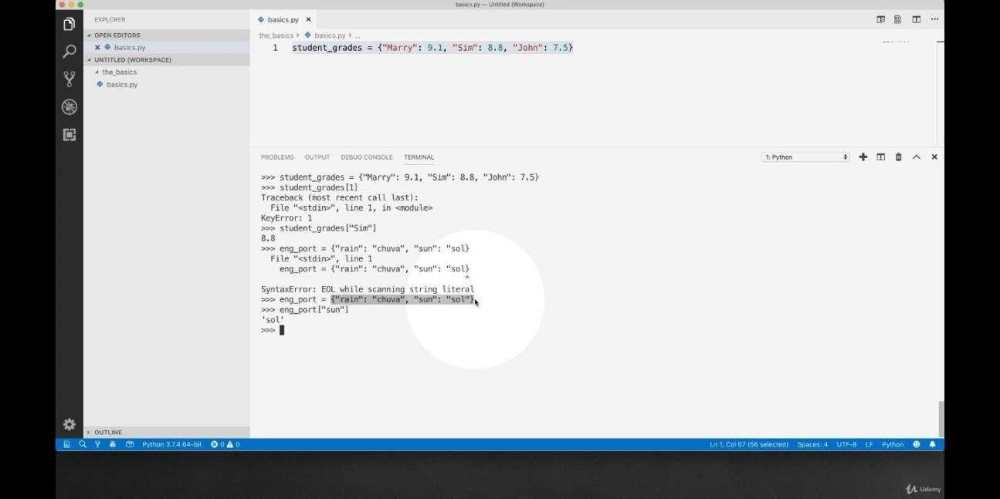 basics.py — Untitled (Workspace)
EXPLORER
OPEN EDITORS
basics.py
UNTITLED (WORKSPACE)
the_basics
basics.py
OUTLINE
basics.py
the_basics basics.py ...
1 student_grades = {"Marry": 9.1, "Sim": 8.8, "John": 7.5}
PROBLEMS OUTPUT DEBUG CONSOLE TERMINAL 1: Python
>>> student_grades = {"Marry": 9.1, "Sim": 8.8, "John": 7.5}
>>> student_grades[1]
Traceback (most recent call last):
File "<stdin>", line 1, in <module>
KeyError: 1
>>> student_grades["Sim"]
8.8
>>> eng_port = {"rain": "chuva", "sun": "sol}
File "<stdin>", line 1
eng_port = {"rain": "chuva", "sun": "sol}
^
SyntaxError: EOL while scanning string literal
>>> eng_port = {"rain": "chuva", "sun": "sol"}
>>> eng_port["sun"]
'sol'
>>>
Python 3.7.4 64-bit 0 0 Ln 1, Col 57 (56 selected) Spaces: 4 UTF-8 LF Python
Udemy